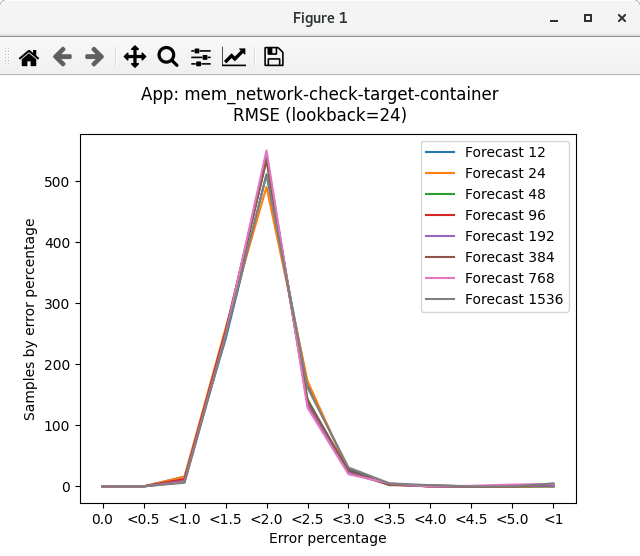 Figure 1
App: mem_network-check-target-container
RMSE (lookback=24)
Samples by error percentage
500
400
300
200
100
0
Forecast 12
Forecast 24
Forecast 48
Forecast 96
Forecast 192
Forecast 384
Forecast 768
Forecast 1536
0.0 <0.5 <1.0 <1.5 <2.0 <2.5 <3.0 <3.5 <4.0 <4.5 <5.0 <1
Error percentage